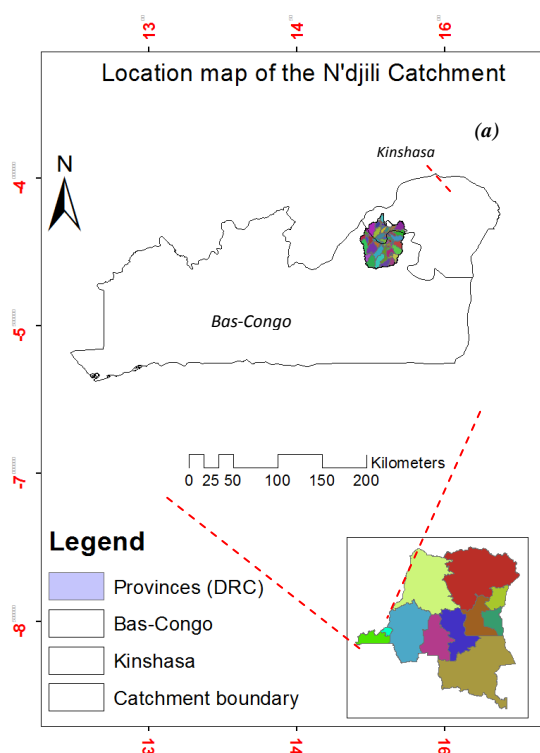 13
14
16
Location map of the N'djili Catchment
(a)
Kinshasa
N
-4
Bas-Congo
-5
-7
Kilometers
0 25 50 100 150 200
Legend
Provinces (DRC)
Bas-Congo
Kinshasa
Catchment boundary
-8
13
14
16